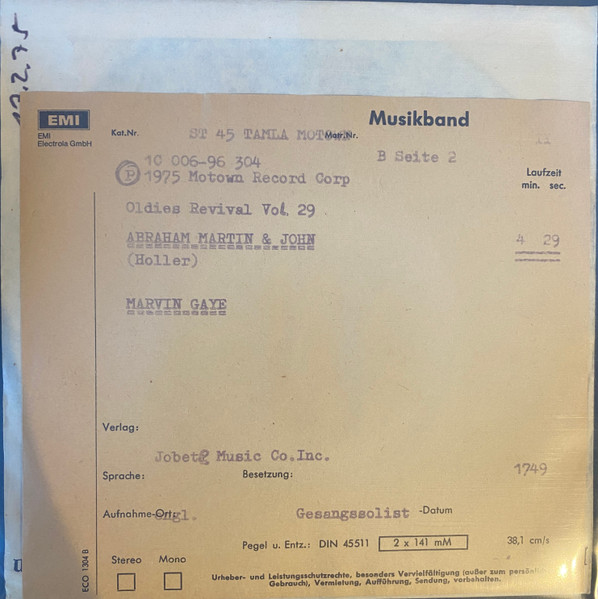 12.2.75
EMI
EMI
Electrola GmbH
Musikband
Kat.Nr. ST 45 TAMLA MOTOWN Matr.Nr. 11
1C 006-96 304 B Seite 2
Ⓟ 1975 Motown Record Corp
Laufzeit
min. sec.
Oldies Revival Vol. 29
ABRAHAM MARTIN & JOHN 4 29
(Holler)
MARVIN GAYE
Verlag:
Jobete Music Co.Inc.
Sprache: Besetzung: 1749
Aufnahme-Ort: engl. Gesangssolist -Datum
Pegel u. Entz.: DIN 45511 2 x 141 mM 38,1 cm/s
Stereo Mono
Urheber- und Leistungsschutzrechte, besonders Vervielfältigung (außer zum
Gebrauch), Vermietung, Aufführung, Sendung, vorbehalten.
ECO 1304 B